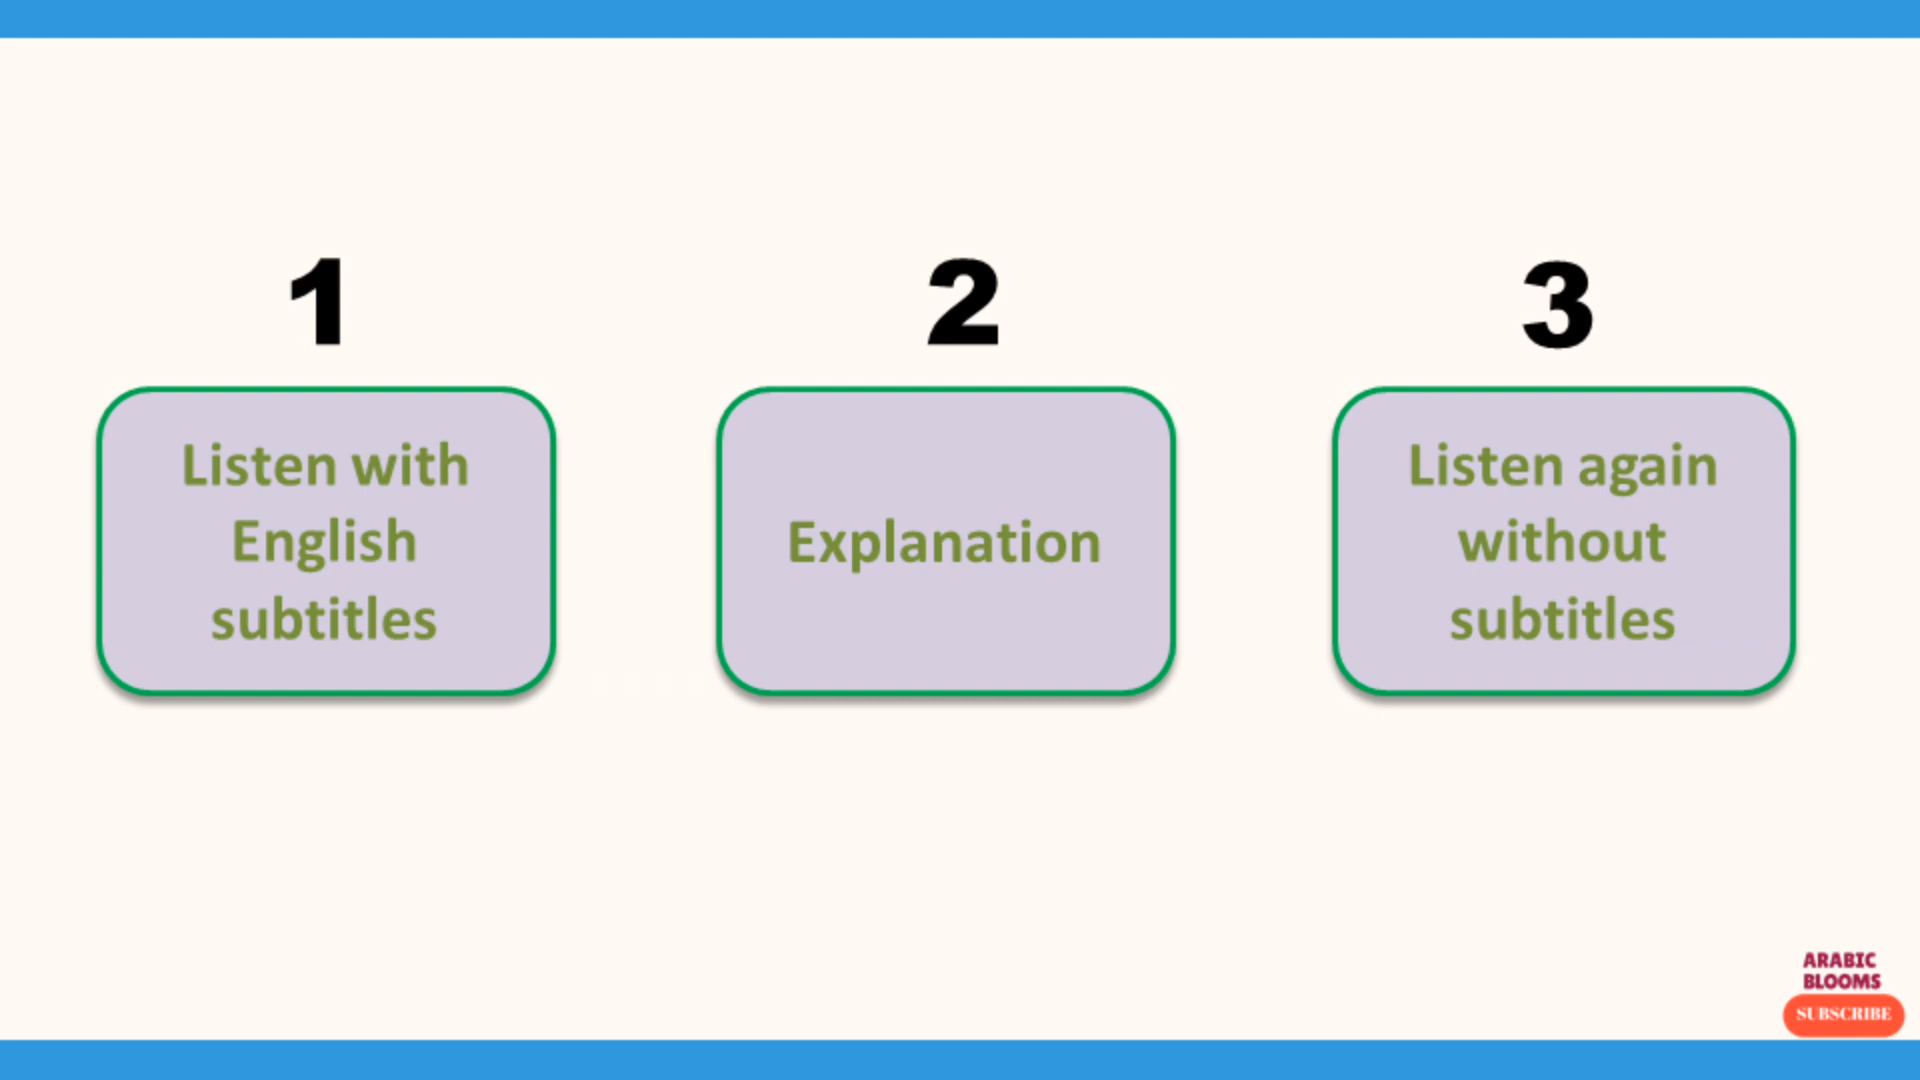 1
Listen with
English
subtitles
2
Explanation
3
Listen again
without
subtitles
ARABIC
BLOOMS
SUBSCRIBE